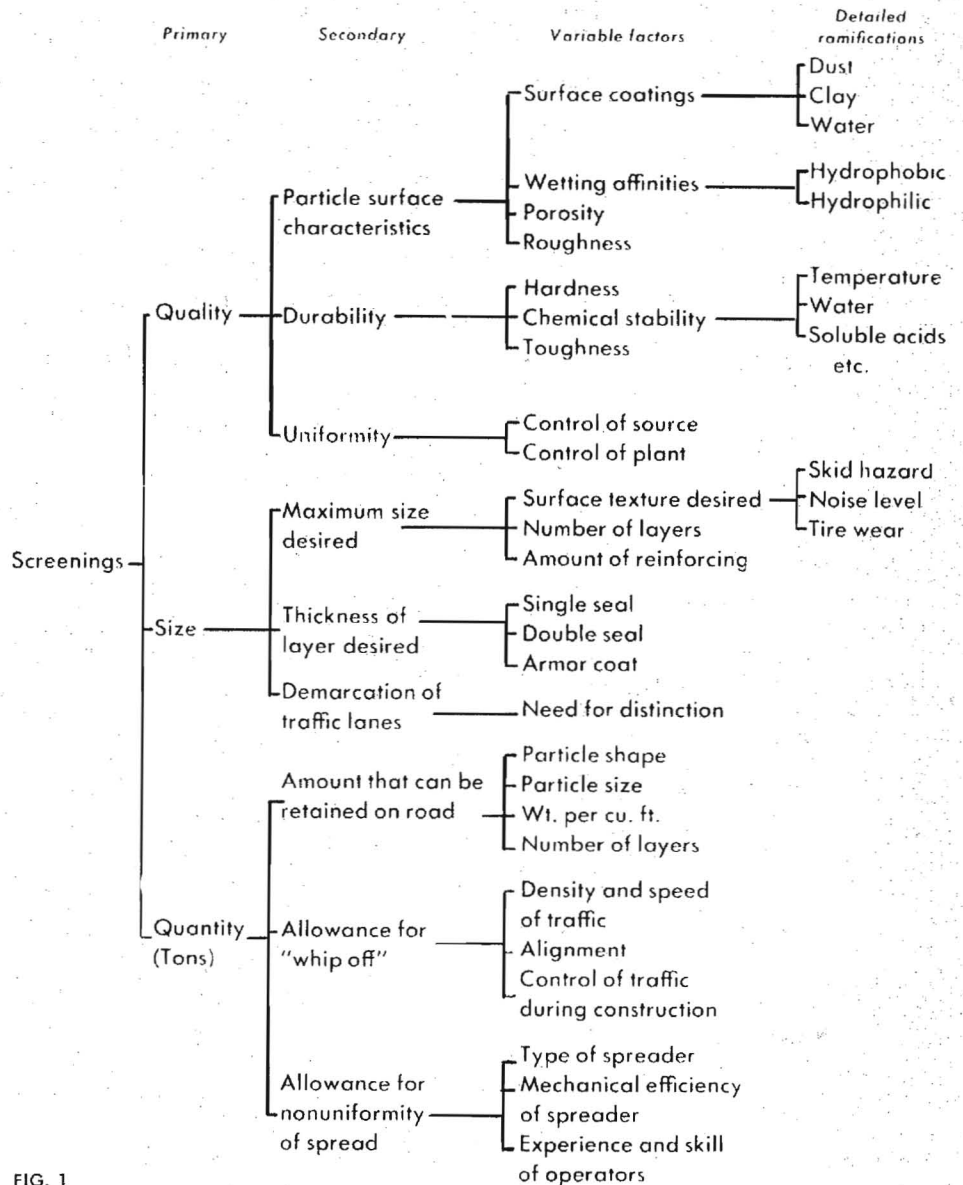 Primary
Secondary
Variable factors
Detailed
ramifications
Screenings
Quality
Particle surface
characteristics
Surface coatings
Dust
Clay
Water
Wetting affinities
Hydrophobic
Hydrophilic
Porosity
Roughness
Durability
Hardness
Chemical stability
Temperature
Water
Soluble acids
etc.
Toughness
Uniformity
Control of source
Control of plant
Size
Maximum size
desired
Surface texture desired
Skid hazard
Noise level
Tire wear
Number of layers
Amount of reinforcing
Thickness of
layer desired
Single seal
Double seal
Armor coat
Demarcation of
traffic lanes
Need for distinction
Quantity
(Tons)
Amount that can be
retained on road
Particle shape
Particle size
Wt. per cu. ft.
Number of layers
Allowance for
"whip off"
Density and speed
of traffic
Alignment
Control of traffic
during construction
Allowance for
nonuniformity
of spread
Type of spreader
Mechanical efficiency
of spreader
Experience and skill
of operators
FIG. 1